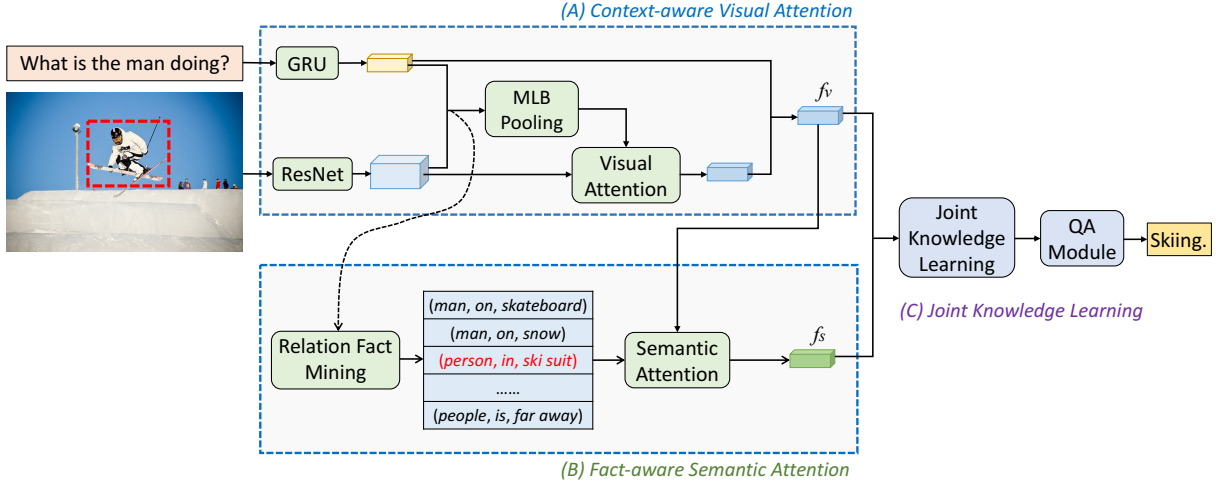 (A) Context-aware Visual Attention
What is the man doing?
GRU
MLB
Pooling
fv
ResNet
Visual
Attention
Joint
Knowledge
Learning
QA
Module
Skiing.
(C) Joint Knowledge Learning
Relation Fact
Mining
(man, on, skateboard)
(man, on, snow)
(person, in, ski suit)
......
(people, is, far away)
Semantic
Attention
fs
(B) Fact-aware Semantic Attention